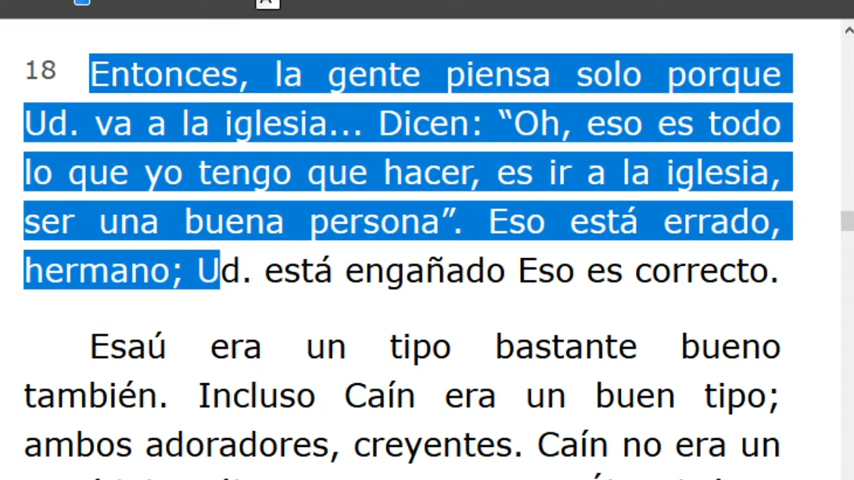 18 Entonces, la gente piensa solo porque
Ud. va a la iglesia... Dicen: “Oh, eso es todo
lo que yo tengo que hacer, es ir a la iglesia,
ser una buena persona”. Eso está errado,
hermano; Ud. está engañado Eso es correcto.
Esaú era un tipo bastante bueno
también. Incluso Caín era un buen tipo;
ambos adoradores, creyentes. Caín no era un